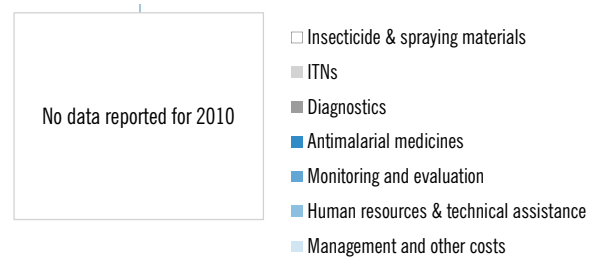 No data reported for 2010
Insecticide & spraying materials
ITNs
Diagnostics
Antimalarial medicines
Monitoring and evaluation
Human resources & technical assistance
Management and other costs